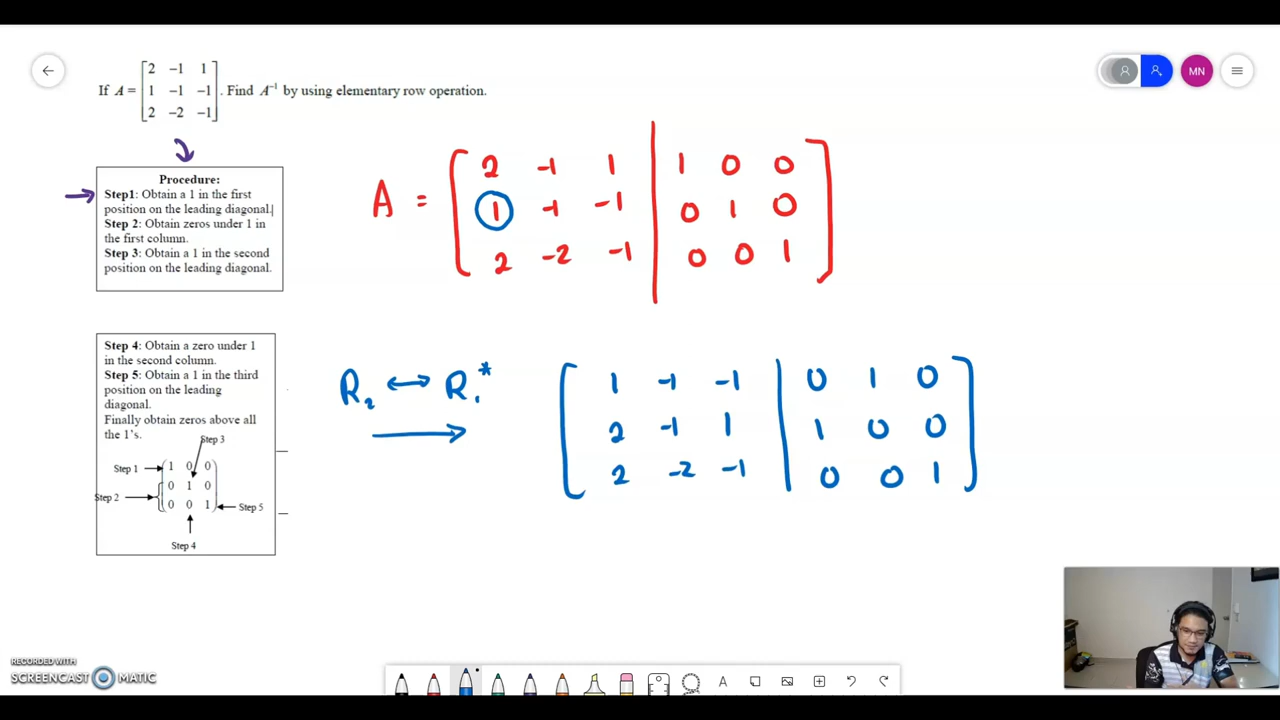 If A = [2 -1 1
1 -1 -1
2 -2 -1]. Find A⁻¹ by using elementary row operation.
MN
Procedure:
Step1: Obtain a 1 in the first
position on the leading diagonal.
Step 2: Obtain zeros under 1 in
the first column.
Step 3: Obtain a 1 in the second
position on the leading diagonal.
A = [2 -1 1 | 1 0 0
1 -1 -1 | 0 1 0
2 -2 -1 | 0 0 1]
Step 4: Obtain a zero under 1
in the second column.
Step 5: Obtain a 1 in the third
position on the leading
diagonal.
Finally obtain zeros above all
the 1's.
Step 3
Step 1 (1 0 0
Step 2 0 1 0
0 0 1) Step 5
Step 4
R₂ ↔ R₁*
[1 -1 -1 | 0 1 0
2 -1 1 | 1 0 0
2 -2 -1 | 0 0 1]
RECORDED WITH
SCREENCAST MATIC
A